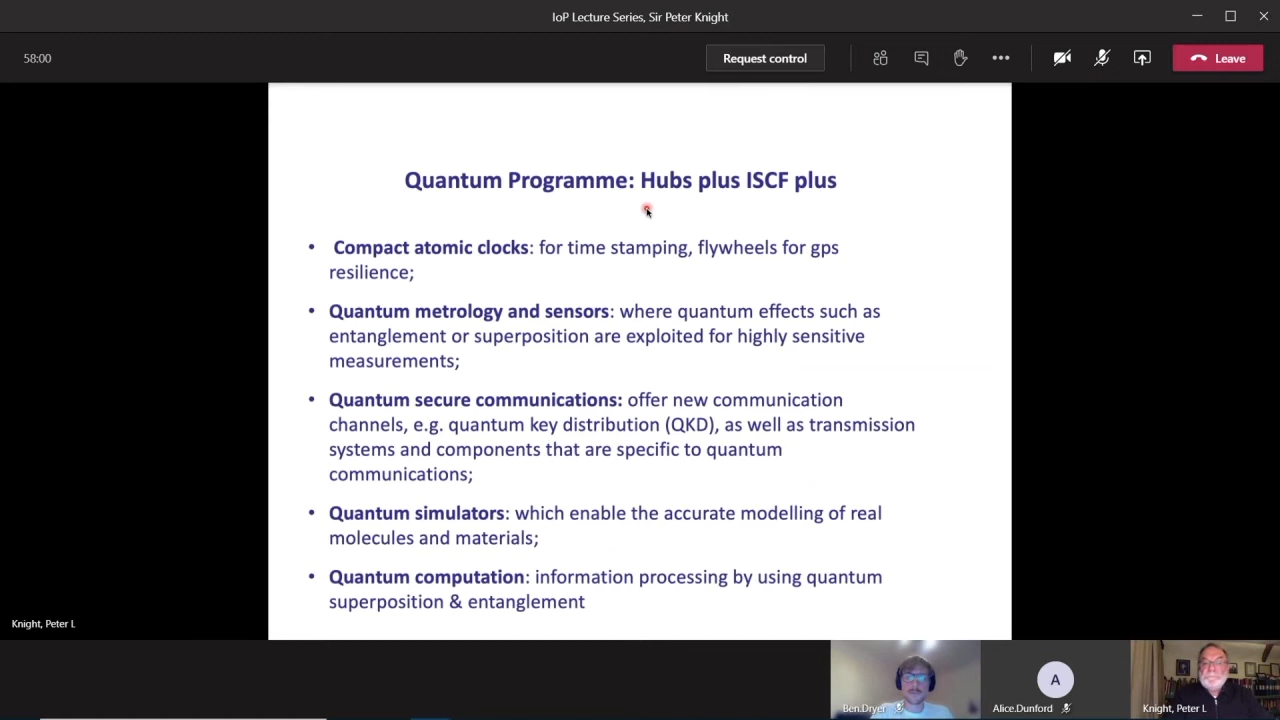 IoP Lecture Series, Sir Peter Knight
58:00
Request control
Leave
Quantum Programme: Hubs plus ISCF plus
• Compact atomic clocks: for time stamping, flywheels for gps
resilience;
• Quantum metrology and sensors: where quantum effects such as
entanglement or superposition are exploited for highly sensitive
measurements;
• Quantum secure communications: offer new communication
channels, e.g. quantum key distribution (QKD), as well as transmission
systems and components that are specific to quantum
communications;
• Quantum simulators: which enable the accurate modelling of real
molecules and materials;
• Quantum computation: information processing by using quantum
superposition & entanglement
Knight, Peter L
A
Ben.Dryer
Alice.Dunford
Knight, Peter L